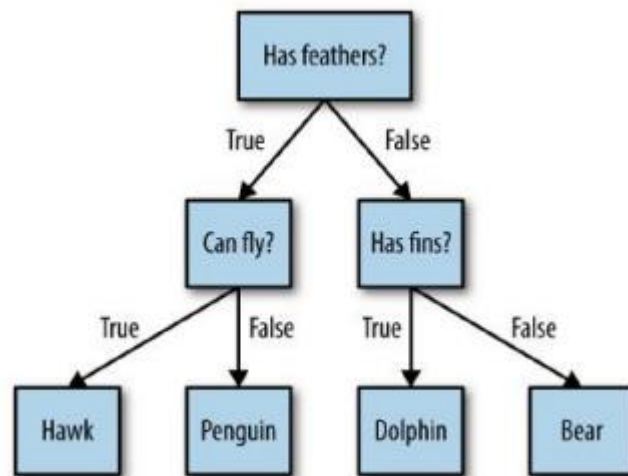 Has feathers?
True
False
Can fly?
Has fins?
True
False
True
False
Hawk
Penguin
Dolphin
Bear